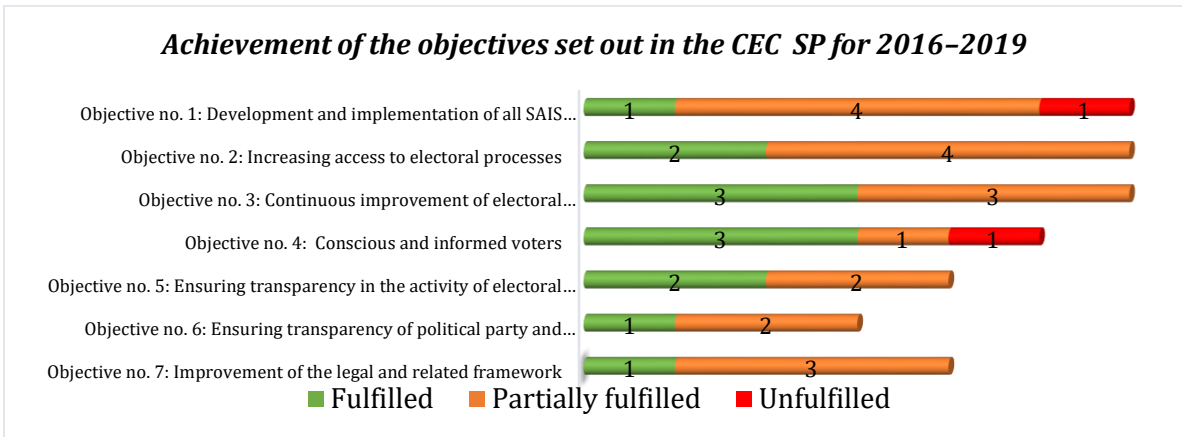 Achievement of the objectives set out in the CEC SP for 2016–2019
Objective no. 1: Development and implementation of all SAIS... 1 4 1
Objective no. 2: Increasing access to electoral processes 2 4
Objective no. 3: Continuous improvement of electoral... 3 3
Objective no. 4: Conscious and informed voters 3 1 1
Objective no. 5: Ensuring transparency in the activity of electoral... 2 2
Objective no. 6: Ensuring transparency of political party and... 1 2
Objective no. 7: Improvement of the legal and related framework 1 3
Fulfilled Partially fulfilled Unfulfilled